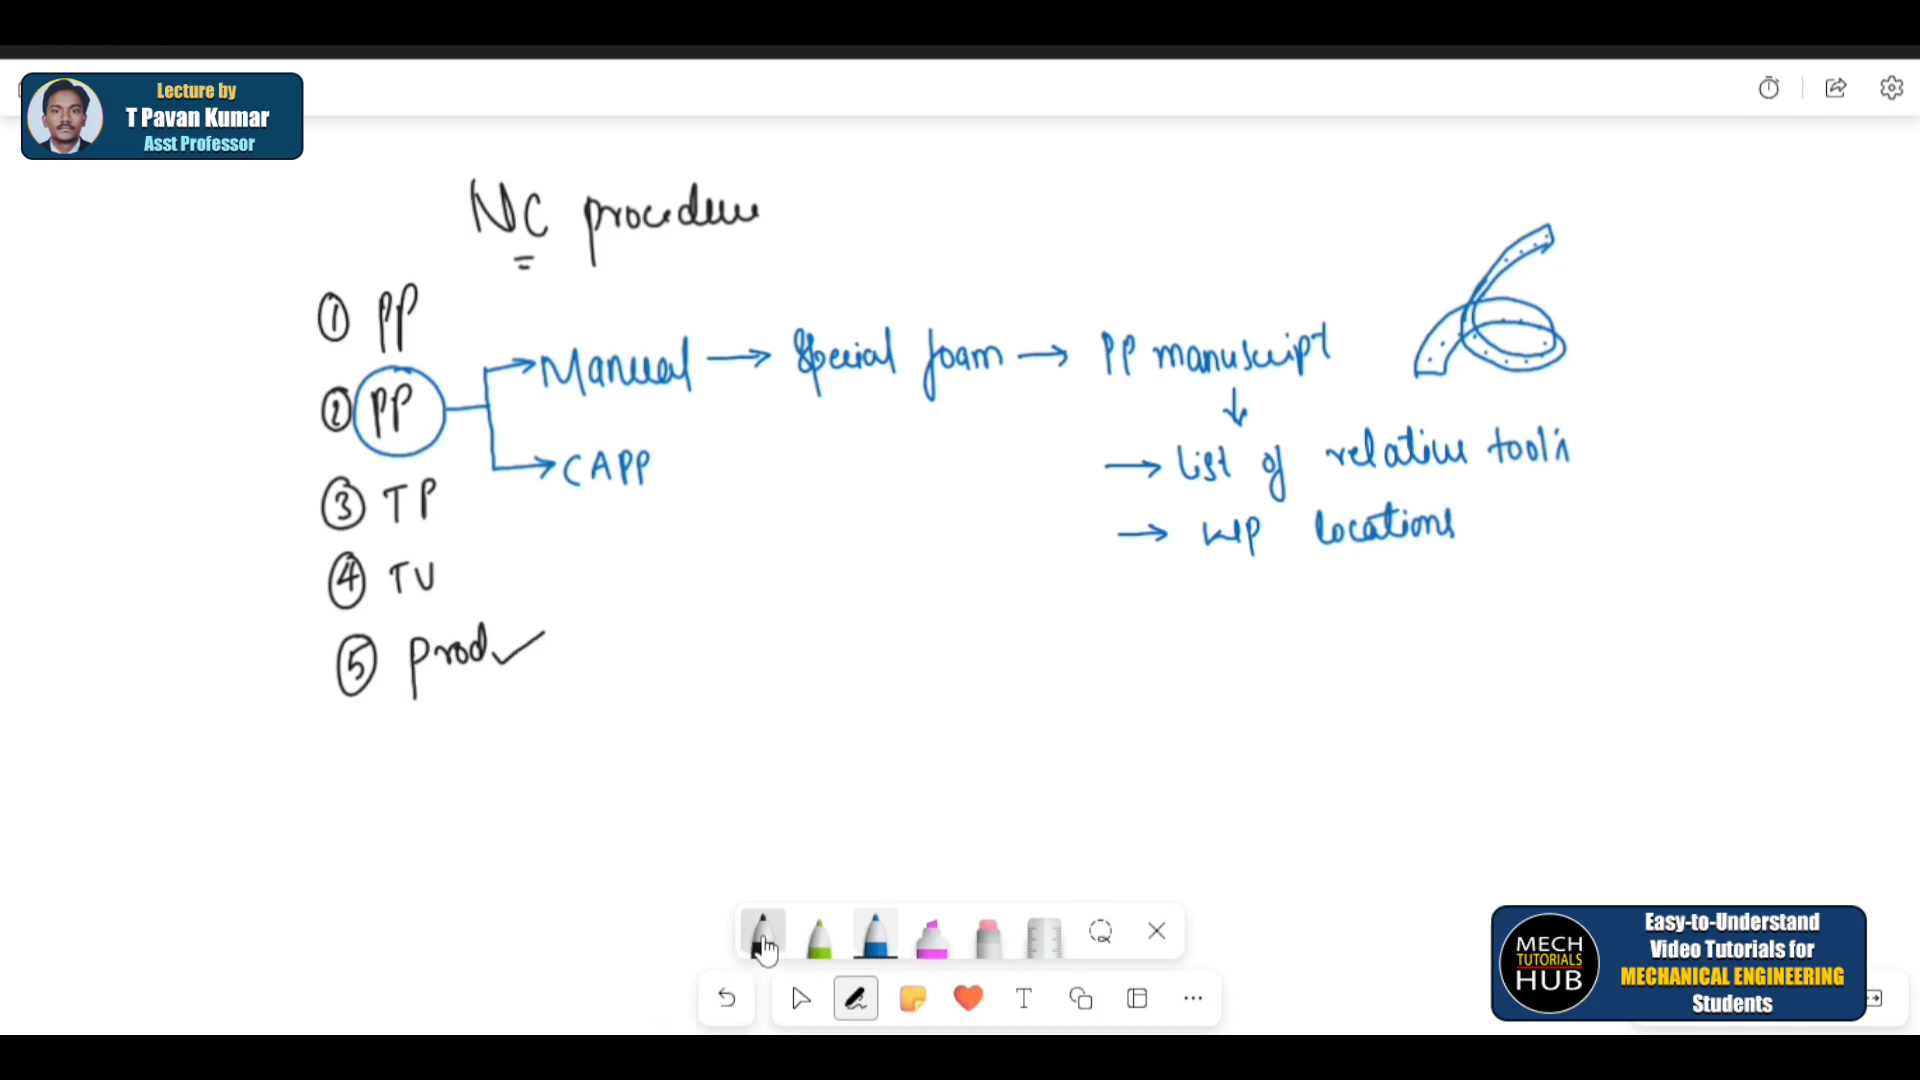 Lecture by
T Pavan Kumar
Asst Professor
NC procedure
① PP
② PP
Manual → Special foam → PP manuscript
↓
→ list of relative tools
→ w/p locations
→ CAPP
③ TP
④ TV
⑤ prod ✓
MECH
TUTORIALS
HUB
Easy-to-Understand
Video Tutorials for
MECHANICAL ENGINEERING
Students
T